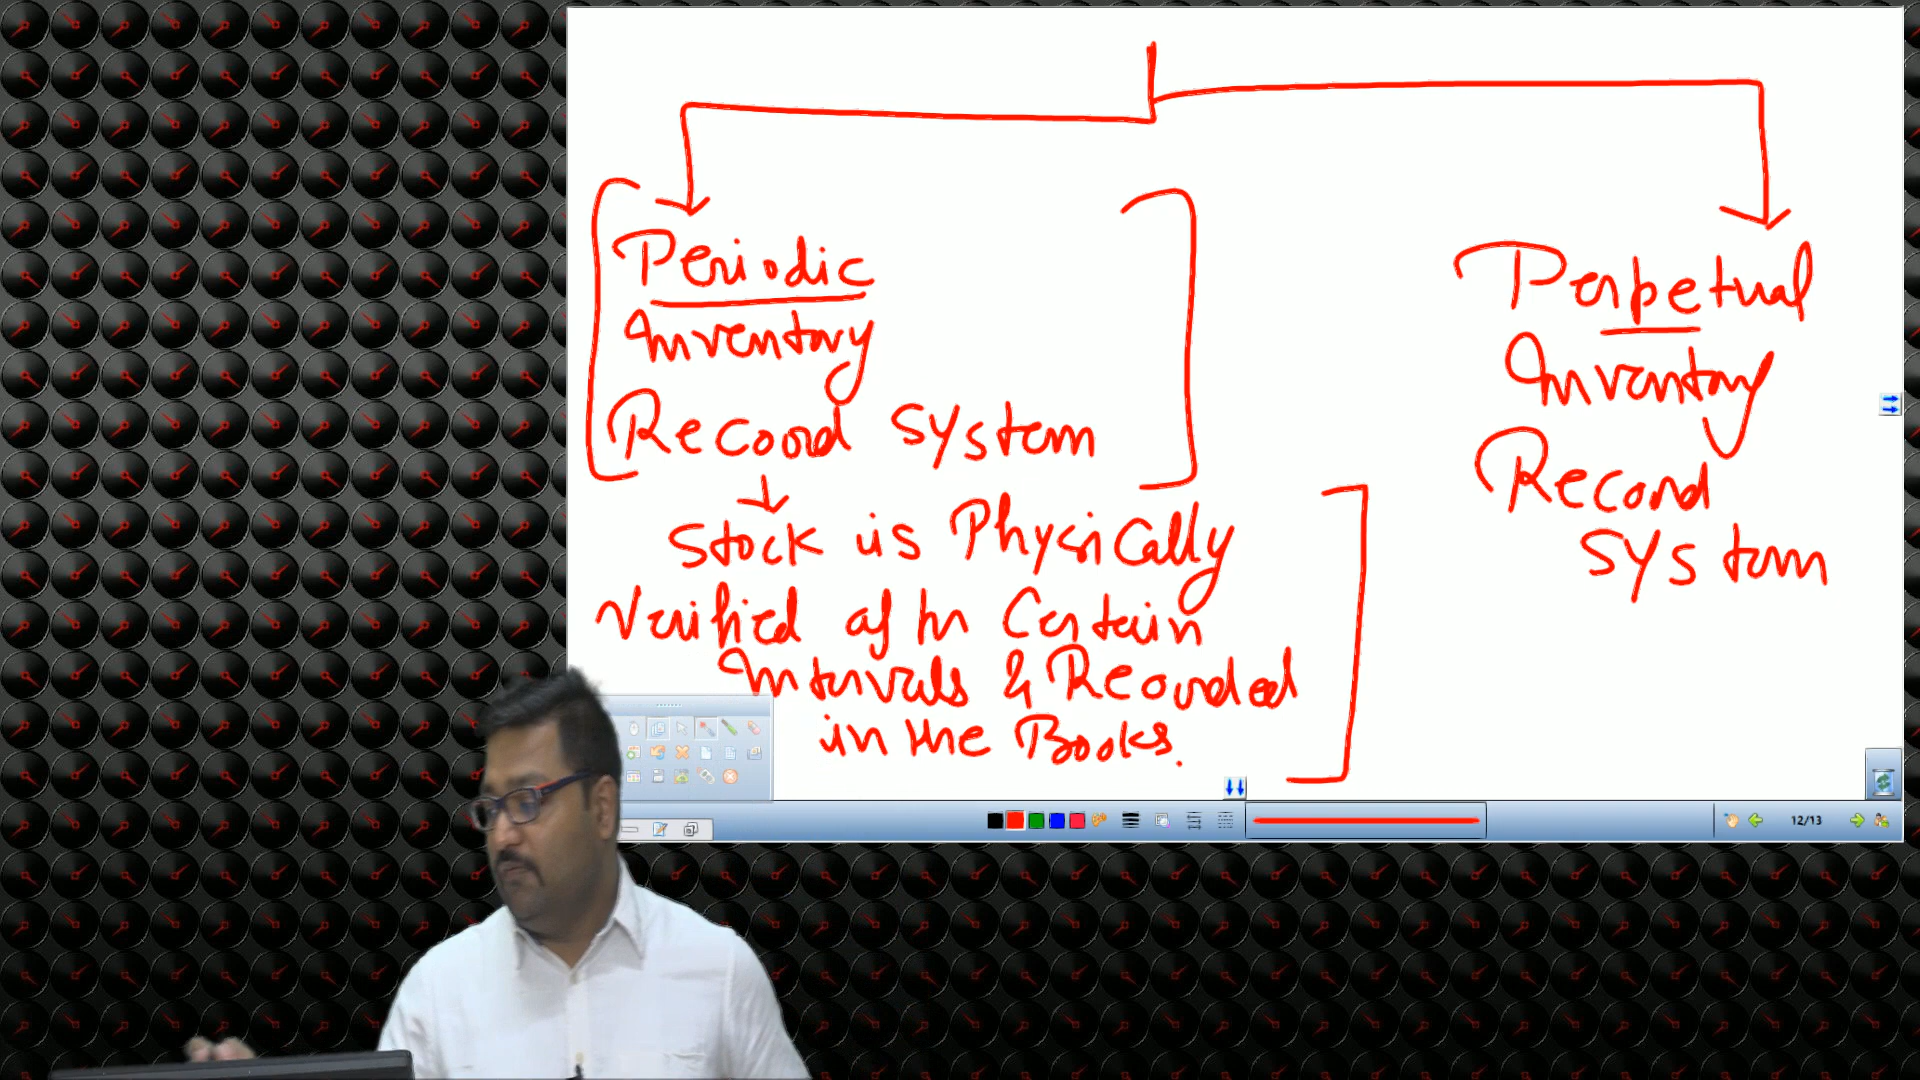 Periodic
Inventory
Record System
Stock is Physically
Verified after Certain
Intervals & Recorded
in the Books.
Perpetual
Inventory
Record
System
12/13